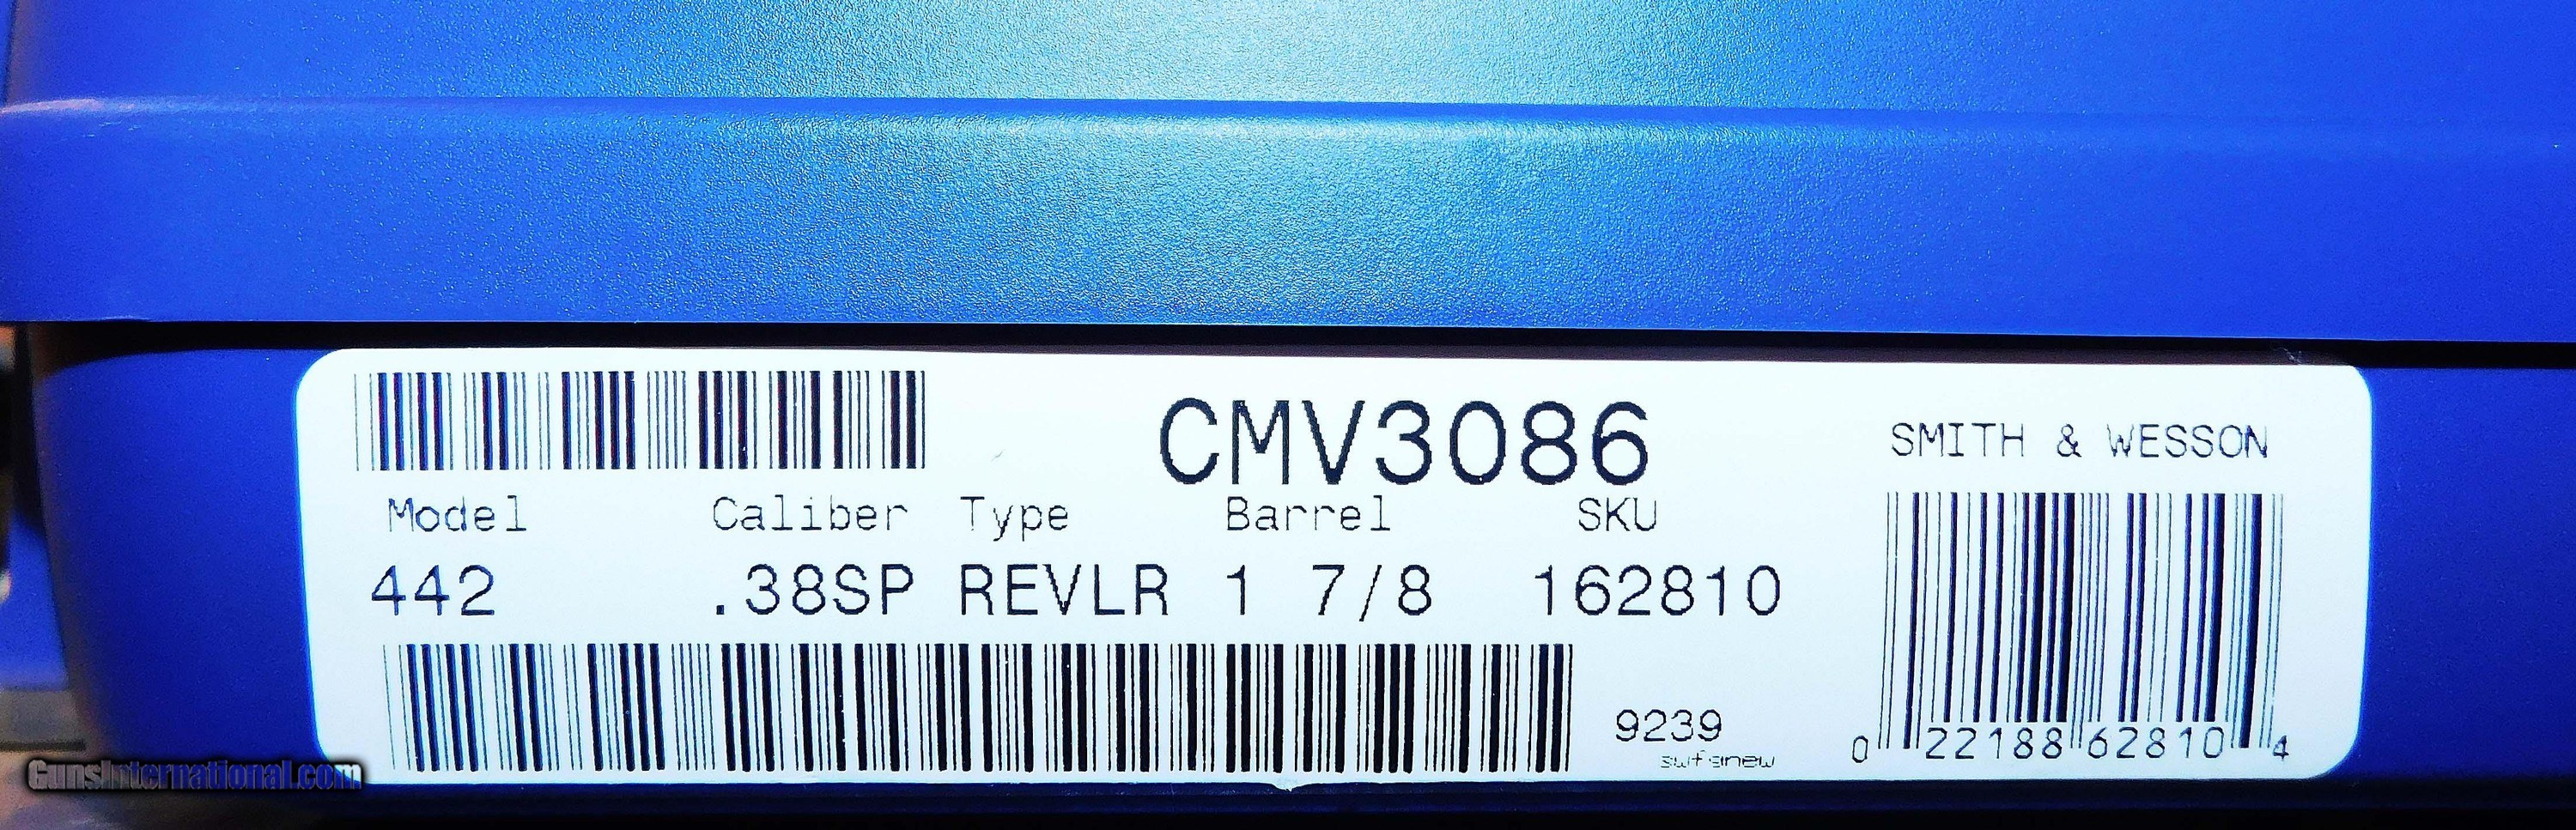 CMV3086
SMITH & WESSON
Model Caliber Type Barrel SKU
442 .38SP REVLR 1 7/8 162810
9239
swfgnew
0 22188 62810 4
GunsInternational.com